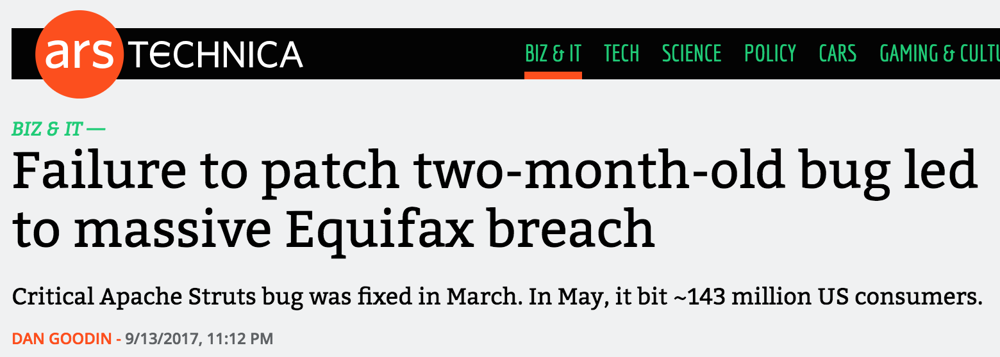 ars TECHNICA
BIZ & IT TECH SCIENCE POLICY CARS GAMING & CULTU
BIZ & IT —
Failure to patch two-month-old bug led
to massive Equifax breach
Critical Apache Struts bug was fixed in March. In May, it bit ~143 million US consumers.
DAN GOODIN - 9/13/2017, 11:12 PM